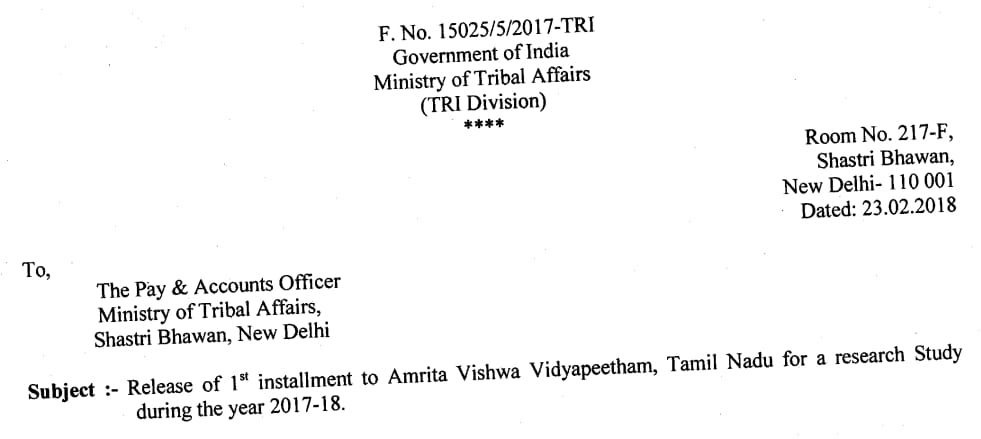 F. No. 15025/5/2017-TRI
Government of India
Ministry of Tribal Affairs
(TRI Division)
****
Room No. 217-F,
Shastri Bhawan,
New Delhi- 110 001
Dated: 23.02.2018
To,
The Pay & Accounts Officer
Ministry of Tribal Affairs,
Shastri Bhawan, New Delhi
Subject :- Release of 1st installment to Amrita Vishwa Vidyapeetham, Tamil Nadu for a research Study
during the year 2017-18.